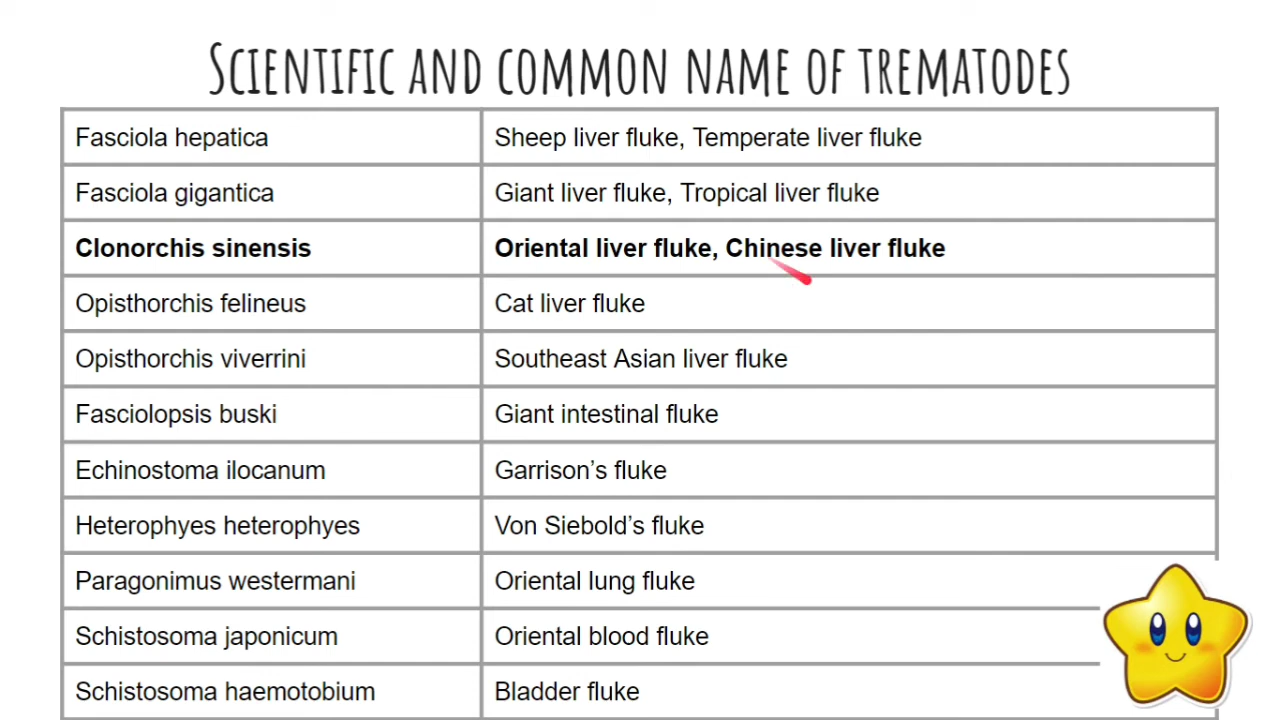 Scientific and common name of trematodes
Fasciola hepatica Sheep liver fluke, Temperate liver fluke
Fasciola gigantica Giant liver fluke, Tropical liver fluke
Clonorchis sinensis Oriental liver fluke, Chinese liver fluke
Opisthorchis felineus Cat liver fluke
Opisthorchis viverrini Southeast Asian liver fluke
Fasciolopsis buski Giant intestinal fluke
Echinostoma ilocanum Garrison’s fluke
Heterophyes heterophyes Von Siebold’s fluke
Paragonimus westermani Oriental lung fluke
Schistosoma japonicum Oriental blood fluke
Schistosoma haemotobium Bladder fluke